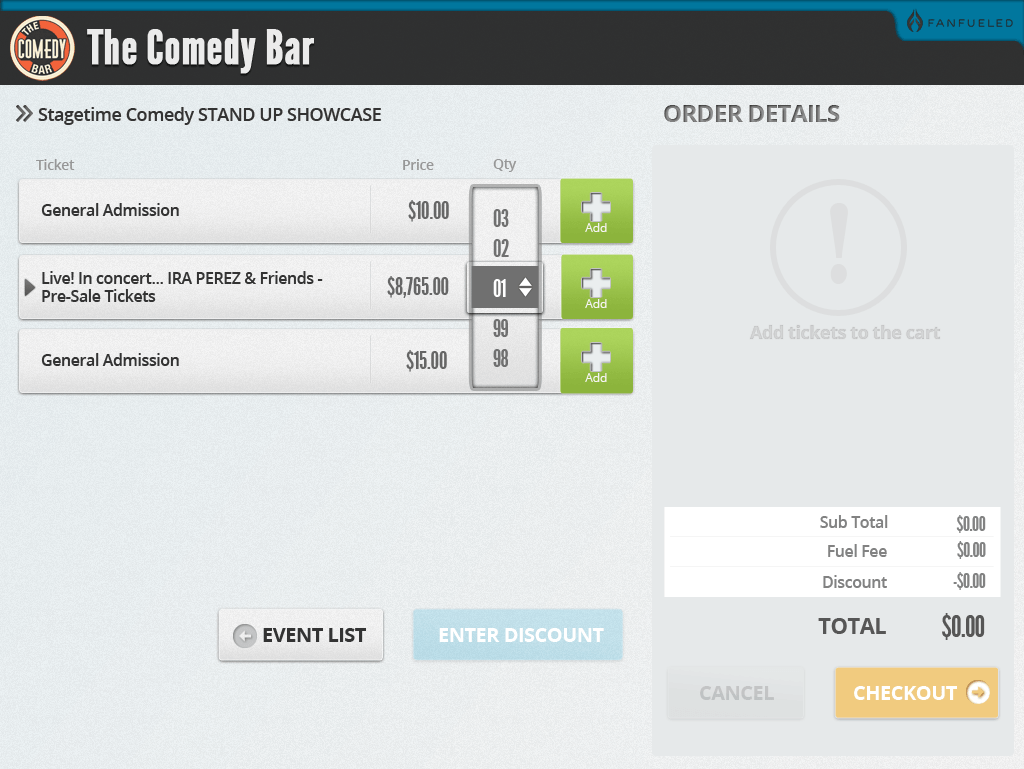 THE
COMEDY
BAR
The Comedy Bar
FANFUELED
Stagetime Comedy STAND UP SHOWCASE
ORDER DETAILS
Ticket Price Qty
General Admission $10.00
Add
03
02
Live! In concert... IRA PEREZ & Friends -
Pre-Sale Tickets
$8,765.00 01
Add
99
98
General Admission $15.00
Add
Add tickets to the cart
Sub Total $0.00
Fuel Fee $0.00
Discount -$0.00
TOTAL $0.00
EVENT LIST
ENTER DISCOUNT
CANCEL
CHECKOUT